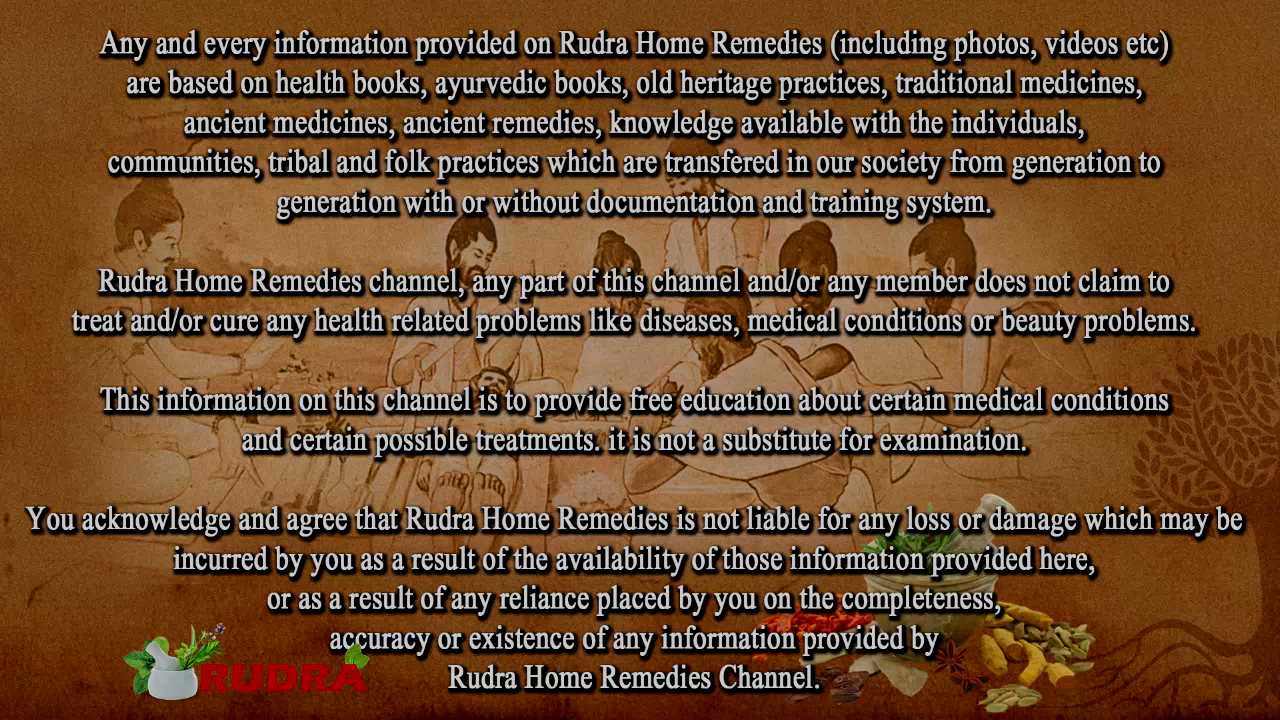 Any and every information provided on Rudra Home Remedies (including photos, videos etc)
are based on health books, ayurvedic books, old heritage practices, traditional medicines,
ancient medicines, ancient remedies, knowledge available with the individuals,
communities, tribal and folk practices which are transfered in our society from generation to
generation with or without documentation and training system.
Rudra Home Remedies channel, any part of this channel and/or any member does not claim to
treat and/or cure any health related problems like diseases, medical conditions or beauty problems.
This information on this channel is to provide free education about certain medical conditions
and certain possible treatments. it is not a substitute for examination.
You acknowledge and agree that Rudra Home Remedies is not liable for any loss or damage which may be
incurred by you as a result of the availability of those information provided here,
or as a result of any reliance placed by you on the completeness,
accuracy or existence of any information provided by
Rudra Home Remedies Channel.
RUDRA